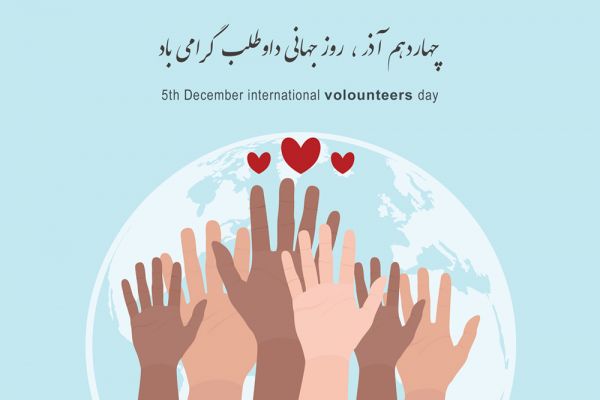 چهاردهم آذر ، روز جهانی داوطلب گرامی باد
5th December international volounteers day